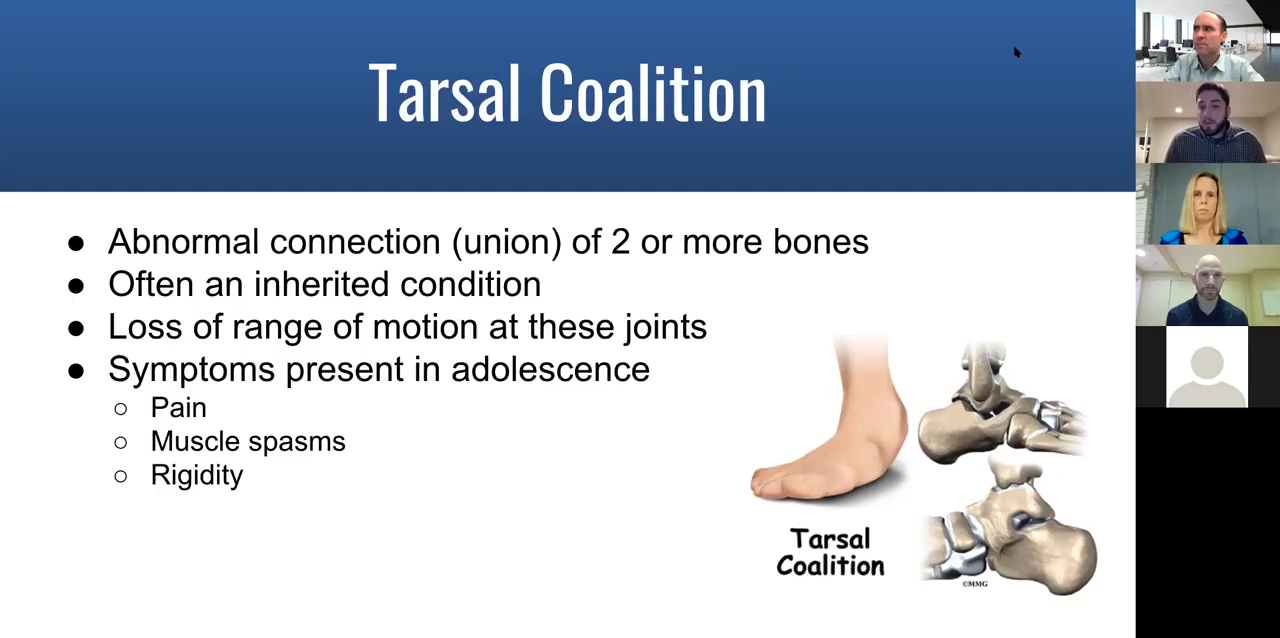 Tarsal Coalition
● Abnormal connection (union) of 2 or more bones
● Often an inherited condition
● Loss of range of motion at these joints
● Symptoms present in adolescence
○ Pain
○ Muscle spasms
○ Rigidity
Tarsal
Coalition
©MMG